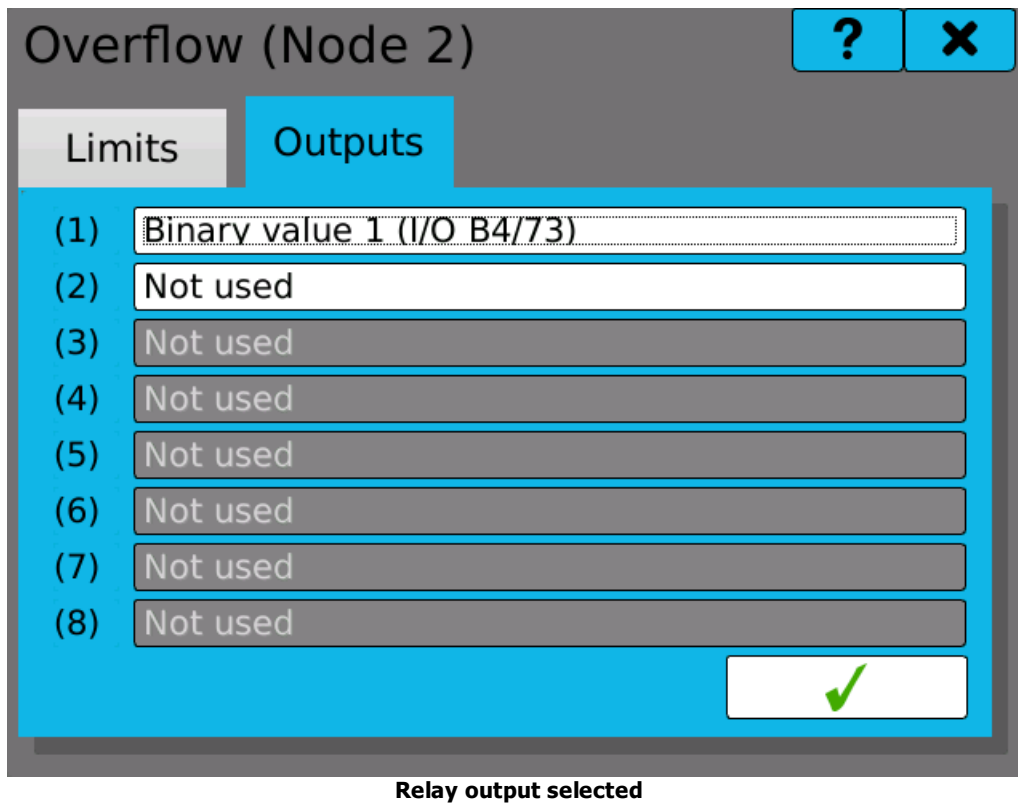 Overflow (Node 2)
?
Limits
Outputs
(1) Binary value 1 (I/O B4/73)
(2) Not used
(3) Not used
(4) Not used
(5) Not used
(6) Not used
(7) Not used
(8) Not used
Relay output selected